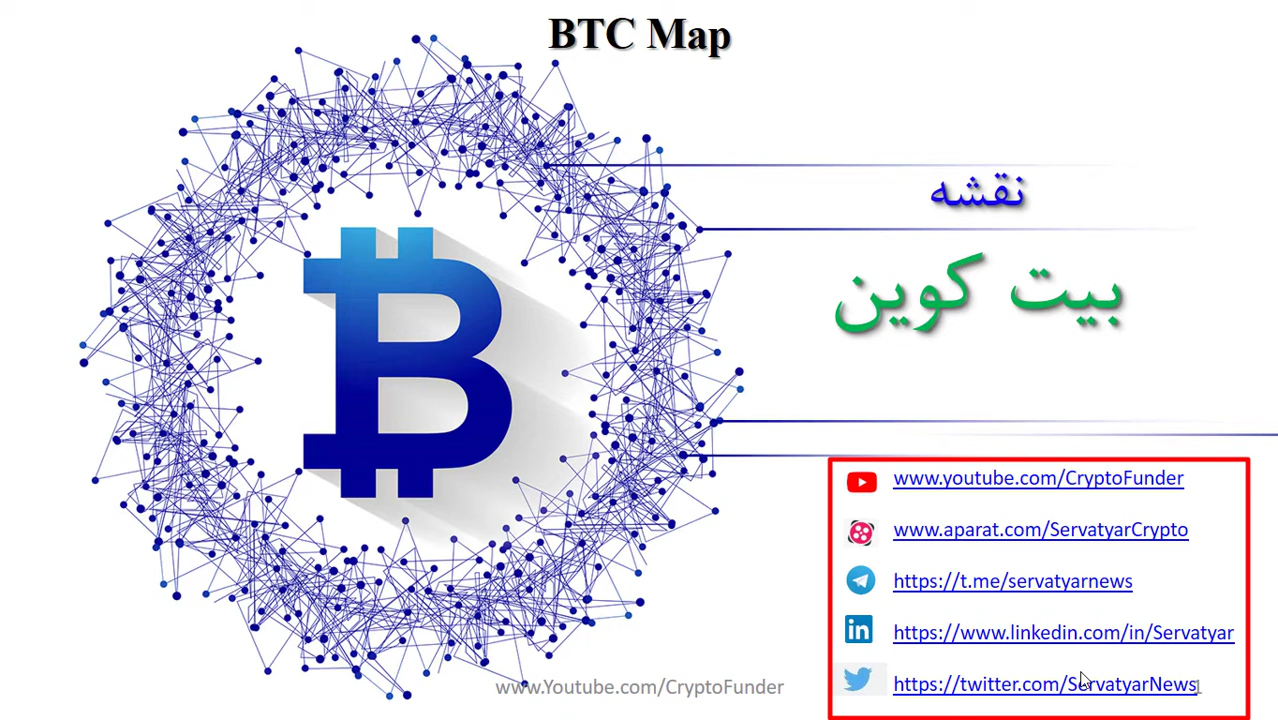 BTC Map
نقشه
بیت کوین
www.youtube.com/CryptoFunder
www.aparat.com/ServatyarCrypto
https://t.me/servatyarnews
https://www.linkedin.com/in/Servatyar
https://twitter.com/ServatyarNews
www.Youtube.com/CryptoFunder
1